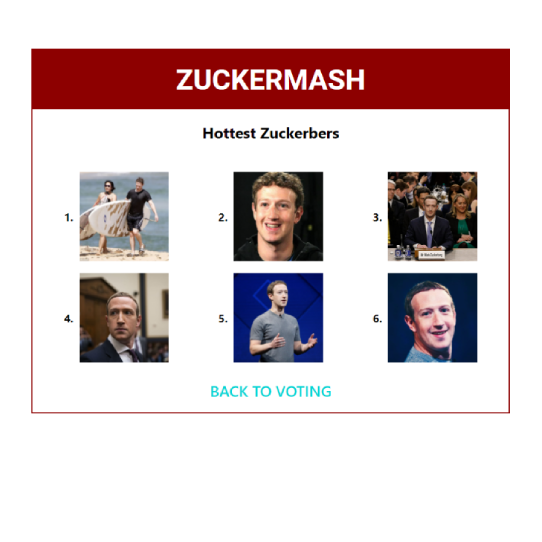 ZUCKERMASH
Hottest Zuckerbers
1.
2.
3.
4.
5.
6.
BACK TO VOTING